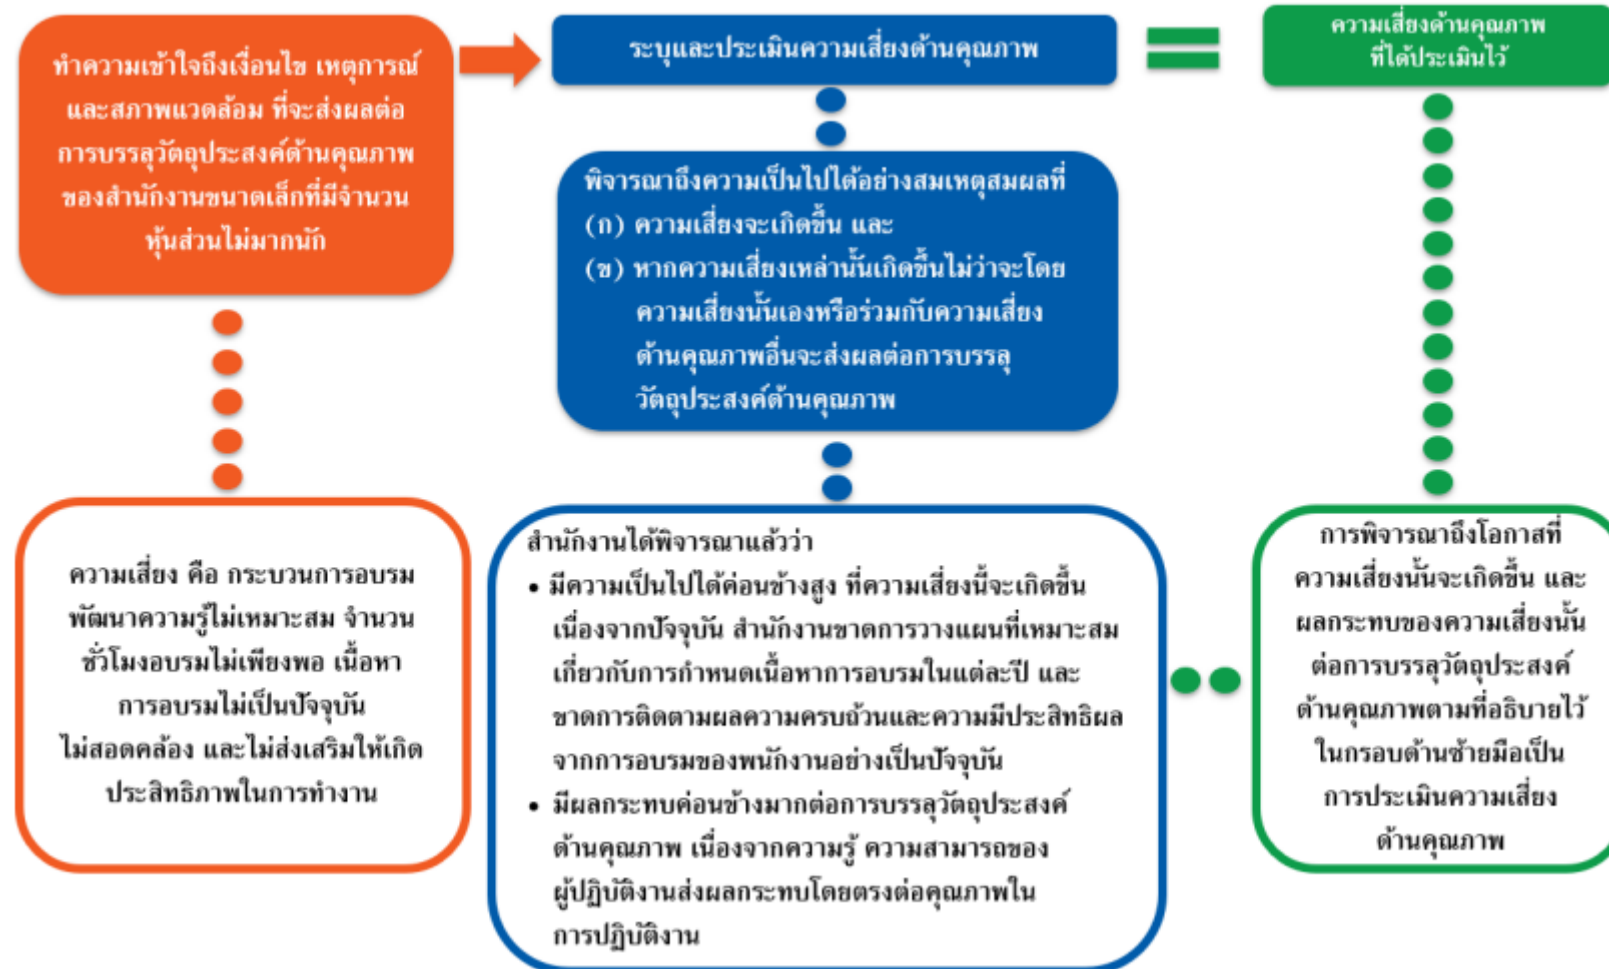 ทำความเข้าใจถึงเงื่อนไข เหตุการณ์
และสภาพแวดล้อม ที่จะส่งผลต่อ
การบรรลุวัตถุประสงค์ด้านคุณภาพ
ของสำนักงานขนาดเล็กที่มีจำนวน
หุ้นส่วนไม่มากนัก
ระบุและประเมินความเสี่ยงด้านคุณภาพ
ความเสี่ยงด้านคุณภาพ
ที่ได้ประเมินไว้
พิจารณาถึงความเป็นไปได้อย่างสมเหตุสมผลที่
(ก) ความเสี่ยงจะเกิดขึ้น และ
(ข) หากความเสี่ยงเหล่านั้นเกิดขึ้นไม่ว่าจะโดย
ความเสี่ยงนั้นเองหรือร่วมกับความเสี่ยง
ด้านคุณภาพอื่นจะส่งผลต่อการบรรลุ
วัตถุประสงค์ด้านคุณภาพ
ความเสี่ยง คือ กระบวนการอบรม
พัฒนาความรู้ไม่เหมาะสม จำนวน
ชั่วโมงอบรมไม่เพียงพอ เนื้อหา
การอบรมไม่เป็นปัจจุบัน
ไม่สอดคล้อง และไม่ส่งเสริมให้เกิด
ประสิทธิภาพในการทำงาน
สำนักงานได้พิจารณาแล้วว่า
• มีความเป็นไปได้ค่อนข้างสูง ที่ความเสี่ยงนี้จะเกิดขึ้น
เนื่องจากปัจจุบัน สำนักงานขาดการวางแผนที่เหมาะสม
เกี่ยวกับการกำหนดเนื้อหาการอบรมในแต่ละปี และ
ขาดการติดตามผลความครบถ้วนและความมีประสิทธิผล
จากการอบรมของพนักงานอย่างเป็นปัจจุบัน
• มีผลกระทบค่อนข้างมากต่อการบรรลุวัตถุประสงค์
ด้านคุณภาพ เนื่องจากความรู้ ความสามารถของ
ผู้ปฏิบัติงานส่งผลกระทบโดยตรงต่อคุณภาพใน
การปฏิบัติงาน
การพิจารณาถึงโอกาสที่
ความเสี่ยงนั้นจะเกิดขึ้น และ
ผลกระทบของความเสี่ยงนั้น
ต่อการบรรลุวัตถุประสงค์
ด้านคุณภาพตามที่อธิบายไว้
ในกรอบด้านซ้ายมือเป็น
การประเมินความเสี่ยง
ด้านคุณภาพ